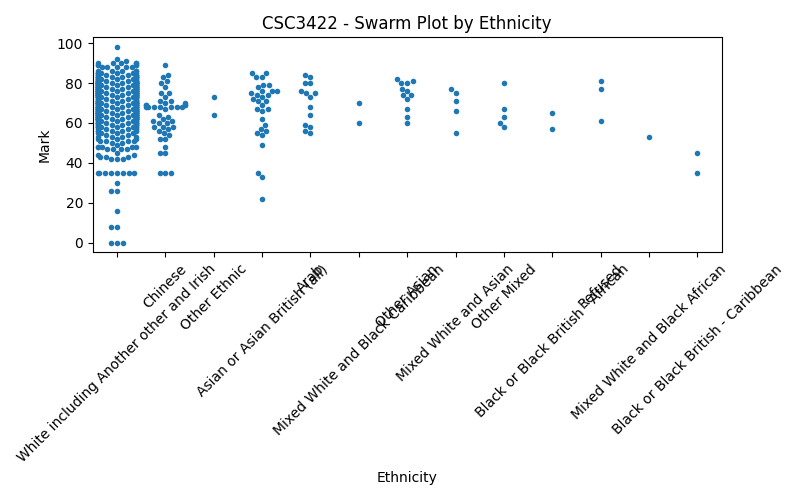 CSC3422 - Swarm Plot by Ethnicity
Mark
100
80
60
40
20
0
White including Another other and Irish
Chinese
Other Ethnic
Asian or Asian British (all)
Arab
Mixed White and Black Caribbean
Other Asian
Mixed White and Asian
Other Mixed
Black or Black British - African
Refused
Mixed White and Black African
Black or Black British - Caribbean
Ethnicity